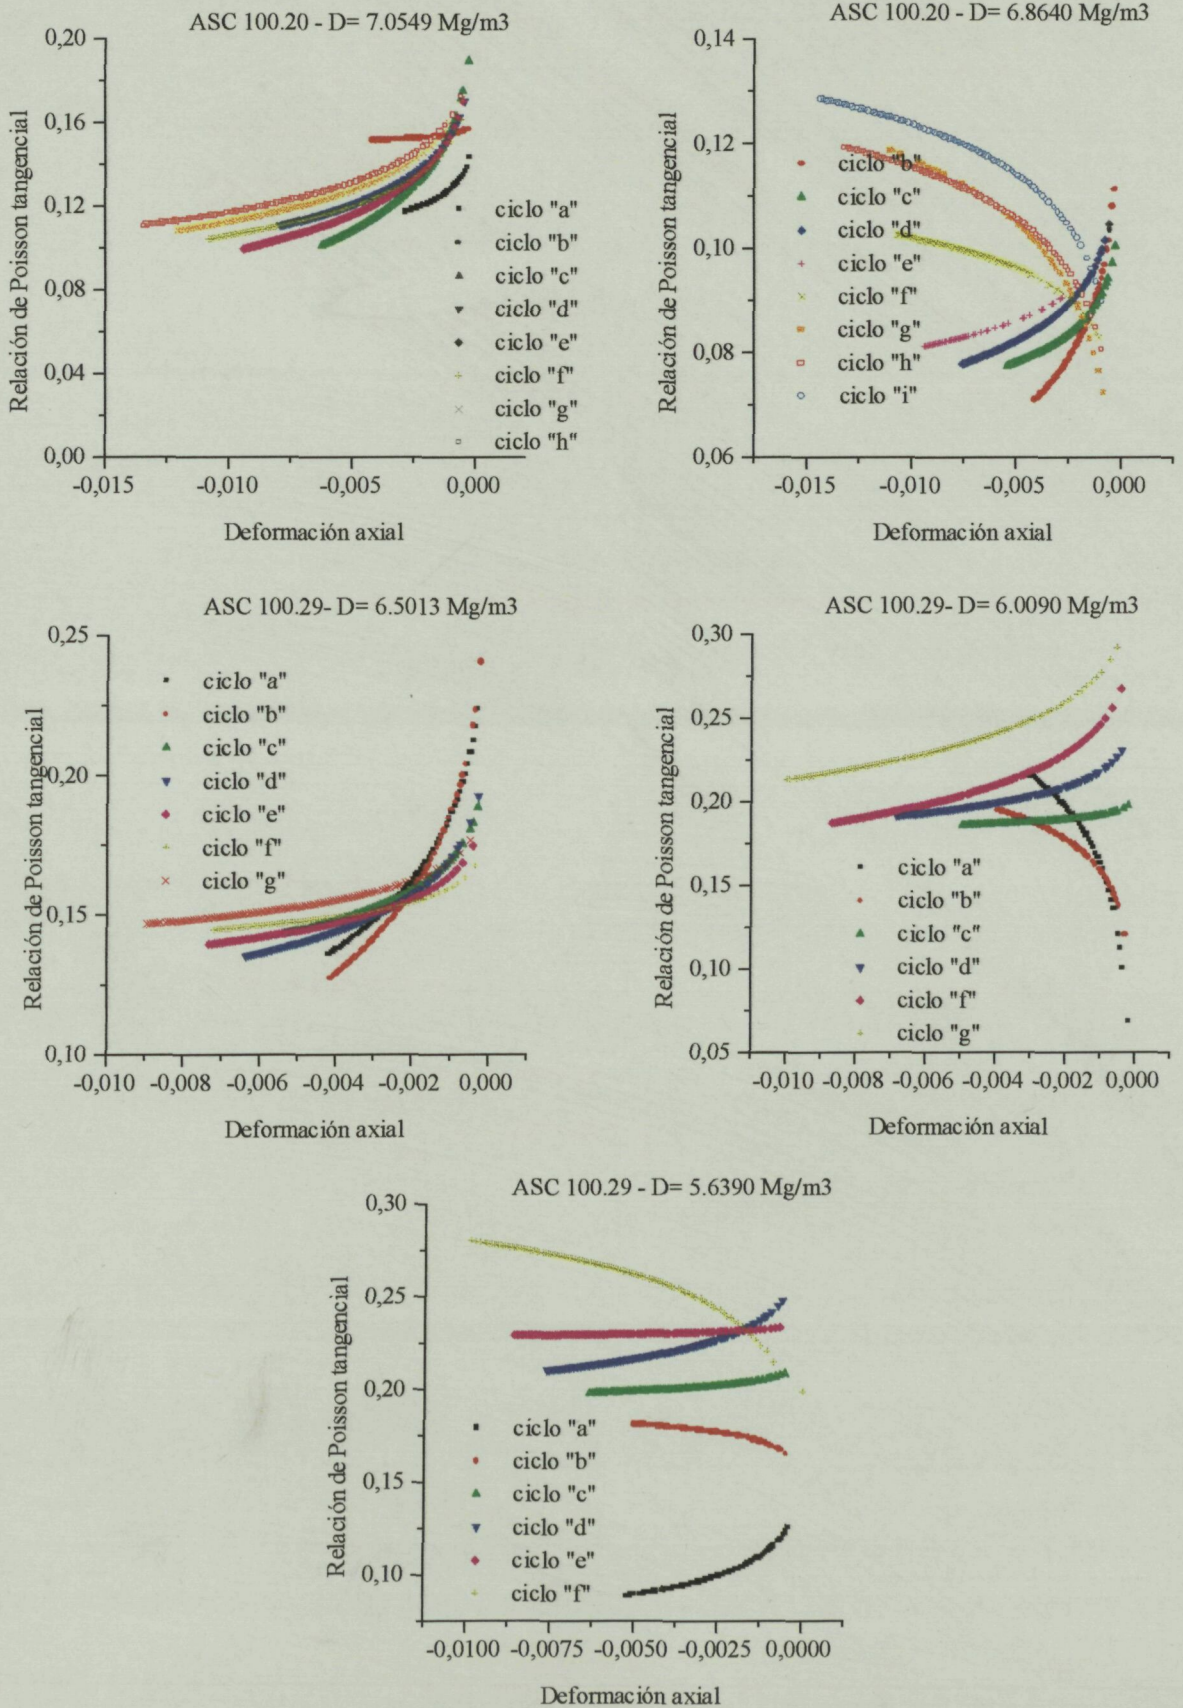 ASC 100.20 - D= 7.0549 Mg/m3
Relación de Poisson tangencial
0,20
0,16
0,12
0,08
0,04
0,00
ciclo "a"
ciclo "b"
ciclo "c"
ciclo "d"
ciclo "e"
ciclo "f"
ciclo "g"
ciclo "h"
-0,015 -0,010 -0,005 0,000
Deformación axial
ASC 100.20 - D= 6.8640 Mg/m3
Relación de Poisson tangencial
0,14
0,12
0,10
0,08
0,06
ciclo "b"
ciclo "c"
ciclo "d"
ciclo "e"
ciclo "f"
ciclo "g"
ciclo "h"
ciclo "i"
-0,015 -0,010 -0,005 0,000
Deformación axial
ASC 100.29- D= 6.5013 Mg/m3
Relación de Poisson tangencial
0,25
0,20
0,15
0,10
ciclo "a"
ciclo "b"
ciclo "c"
ciclo "d"
ciclo "e"
ciclo "f"
ciclo "g"
-0,010 -0,008 -0,006 -0,004 -0,002 0,000
Deformación axial
ASC 100.29- D= 6.0090 Mg/m3
Relación de Poisson tangencial
0,30
0,25
0,20
0,15
0,10
0,05
ciclo "a"
ciclo "b"
ciclo "c"
ciclo "d"
ciclo "f"
ciclo "g"
-0,010 -0,008 -0,006 -0,004 -0,002 0,000
Deformación axial
ASC 100.29 - D= 5.6390 Mg/m3
Relación de Poisson tangencial
0,30
0,25
0,20
0,15
0,10
ciclo "a"
ciclo "b"
ciclo "c"
ciclo "d"
ciclo "e"
ciclo "f"
-0,0100 -0,0075 -0,0050 -0,0025 0,0000
Deformación axial